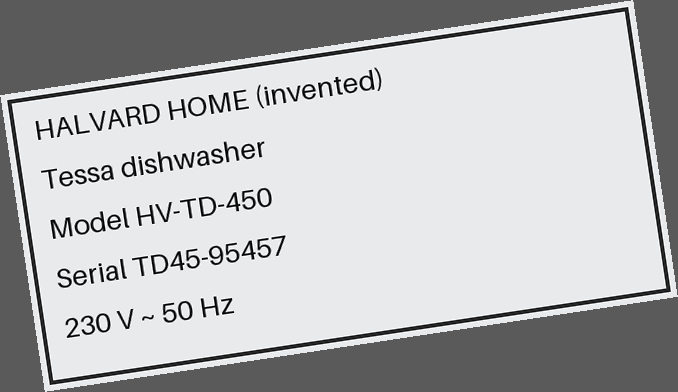 HALVARD HOME (invented)
Tessa dishwasher
Model HV-TD-450
Serial TD45-95457
230 V ~ 50 Hz